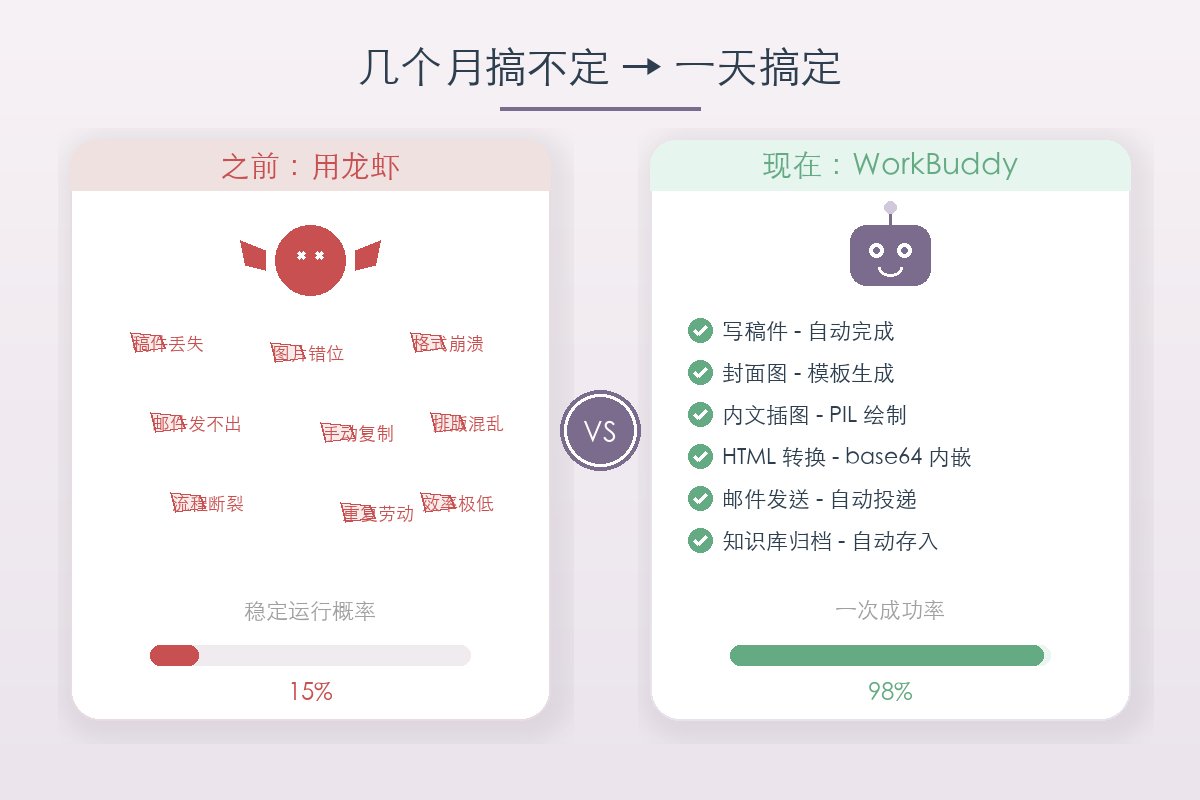 几个月搞不定 → 一天搞定
之前：用龙虾
稿件丢失
图片错位
格式崩溃
邮件发不出
手动复制
排版混乱
流程断裂
重复劳动
效率极低
稳定运行概率
15%
VS
现在：WorkBuddy
写稿件 - 自动完成
封面图 - 模板生成
内文插图 - PIL 绘制
HTML 转换 - base64 内嵌
邮件发送 - 自动投递
知识库归档 - 自动存入
一次成功率
98%